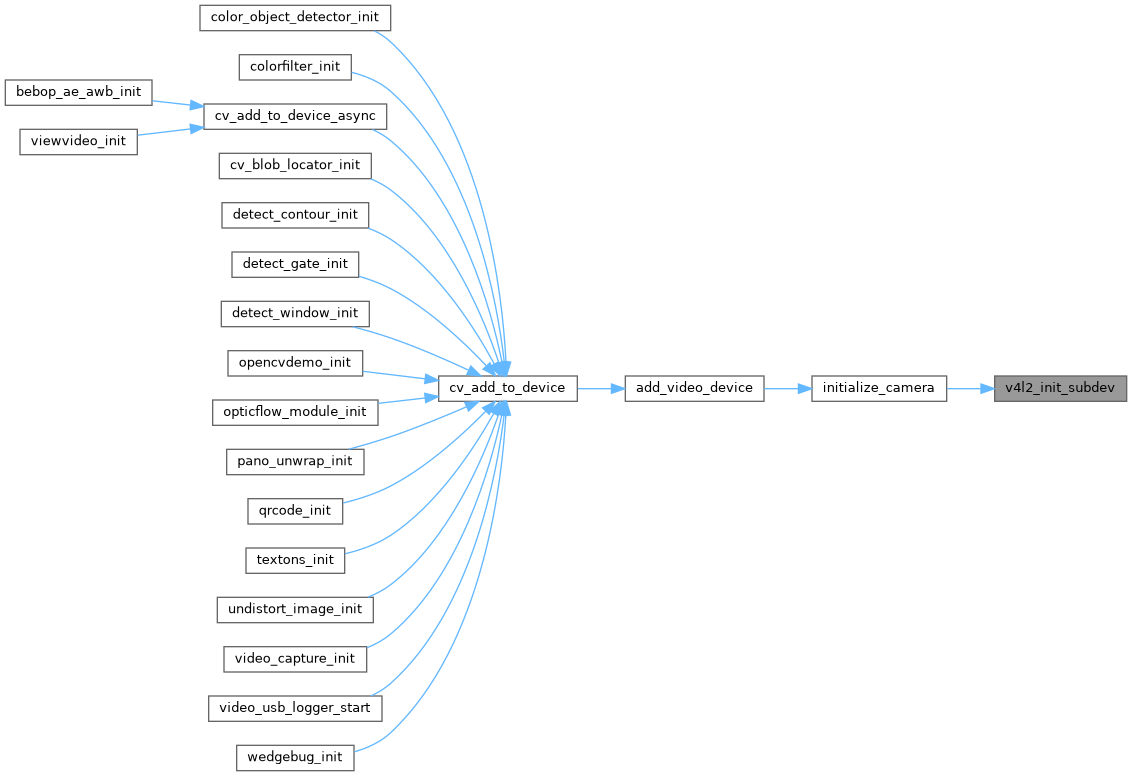 color_object_detector_init
colorfilter_init
bebop_ae_awb_init
cv_add_to_device_async
viewvideo_init
cv_blob_locator_init
detect_contour_init
detect_gate_init
detect_window_init
opencvdemo_init
cv_add_to_device
add_video_device
initialize_camera
v4l2_init_subdev
opticflow_module_init
pano_unwrap_init
qrcode_init
textons_init
undistort_image_init
video_capture_init
video_usb_logger_start
wedgebug_init